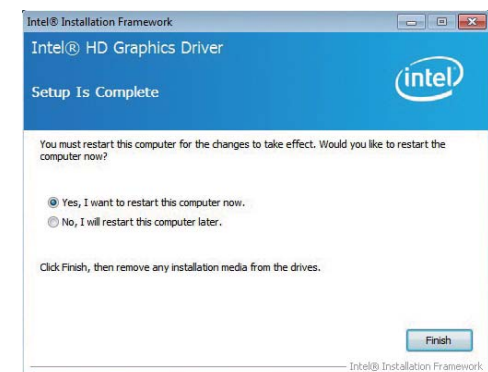 Intel® Installation Framework
Intel® HD Graphics Driver
intel
Setup Is Complete
You must restart this computer for the changes to take effect. Would you like to restart the
computer now?
Yes, I want to restart this computer now.
No, I will restart this computer later.
Click Finish, then remove any installation media from the drives.
Finish
Intel® Installation Framework